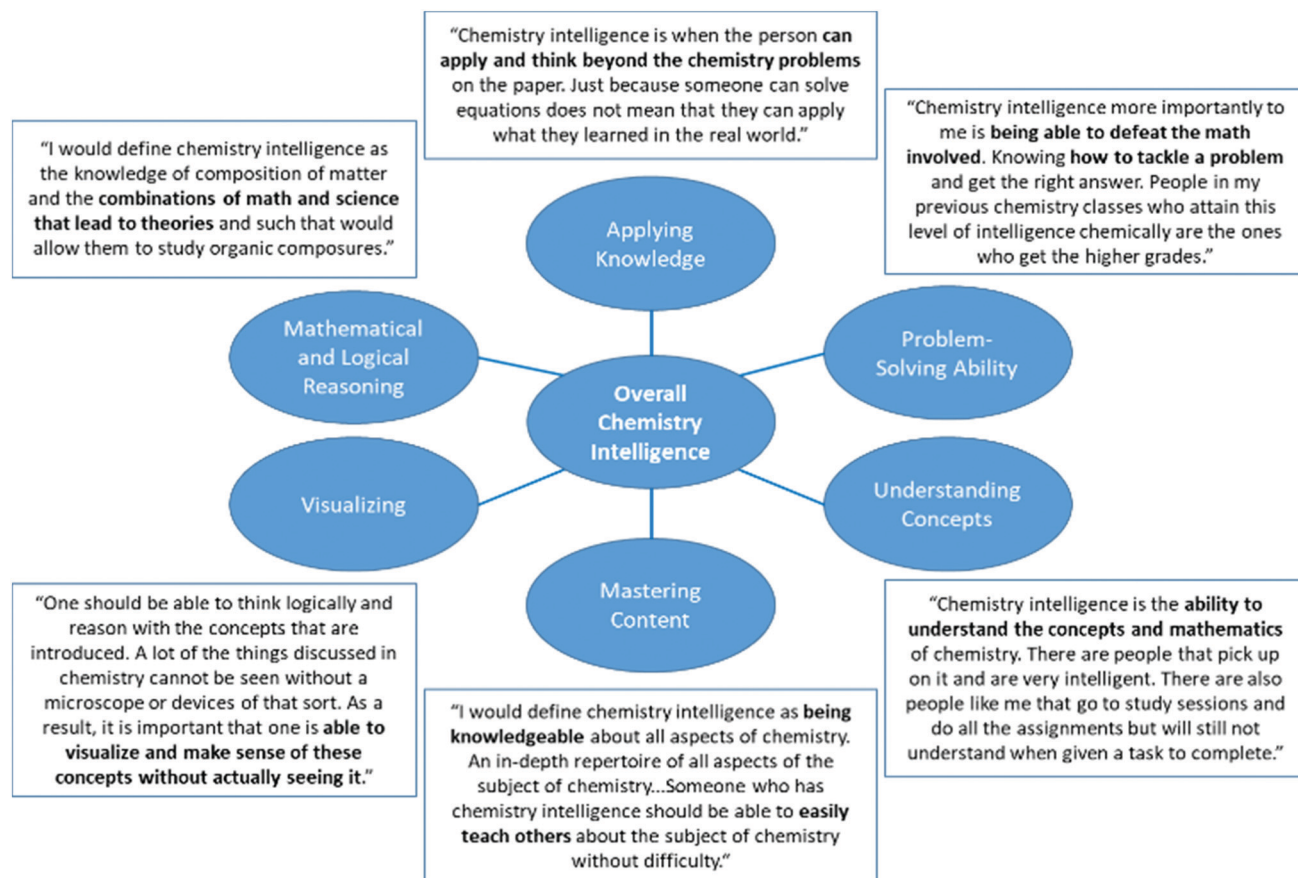 “Chemistry intelligence is when the person can
apply and think beyond the chemistry problems
on the paper. Just because someone can solve
equations does not mean that they can apply
what they learned in the real world.”
“I would define chemistry intelligence as
the knowledge of composition of matter
and the combinations of math and science
that lead to theories and such that would
allow them to study organic composures.”
“Chemistry intelligence more importantly to
me is being able to defeat the math
involved. Knowing how to tackle a problem
and get the right answer. People in my
previous chemistry classes who attain this
level of intelligence chemically are the ones
who get the higher grades.”
Applying
Knowledge
Mathematical
and Logical
Reasoning
Problem-
Solving Ability
Overall
Chemistry
Intelligence
Visualizing
Understanding
Concepts
Mastering
Content
“One should be able to think logically and
reason with the concepts that are
introduced. A lot of the things discussed in
chemistry cannot be seen without a
microscope or devices of that sort. As a
result, it is important that one is able to
visualize and make sense of these
concepts without actually seeing it.”
“I would define chemistry intelligence as being
knowledgeable about all aspects of chemistry.
An in-depth repertoire of all aspects of the
subject of chemistry...Someone who has
chemistry intelligence should be able to easily
teach others about the subject of chemistry
without difficulty.”
“Chemistry intelligence is the ability to
understand the concepts and mathematics
of chemistry. There are people that pick up
on it and are very intelligent. There are also
people like me that go to study sessions and
do all the assignments but will still not
understand when given a task to complete.”